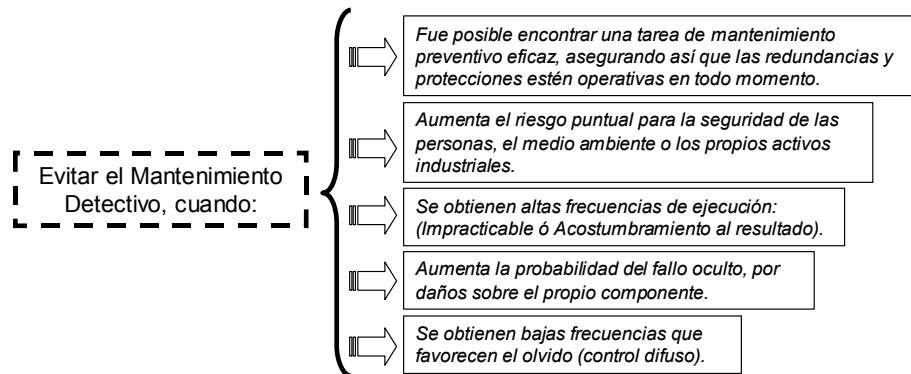 Evitar el Mantenimiento
Detectivo, cuando:
Fue posible encontrar una tarea de mantenimiento
preventivo eficaz, asegurando así que las redundancias y
protecciones estén operativas en todo momento.
Aumenta el riesgo puntual para la seguridad de las
personas, el medio ambiente o los propios activos
industriales.
Se obtienen altas frecuencias de ejecución:
(Impracticable ó Acostumbramiento al resultado).
Aumenta la probabilidad del fallo oculto, por
daños sobre el propio componente.
Se obtienen bajas frecuencias que
favorecen el olvido (control difuso).